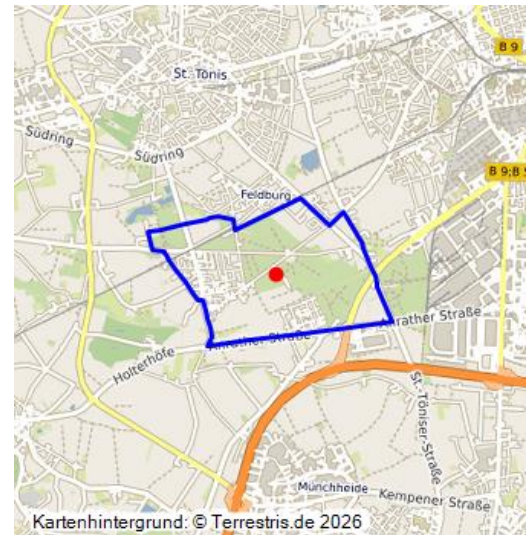 B 9
St. Tönis
Südring
Südring
B 9;B 5
Feldburg
Anrather Straße
Anrather Straße
Holterhöfe
St.-Töniser-Straße
Münchheide
Kempener Straße
Kartenhintergrund: © Terrestris.de 2026